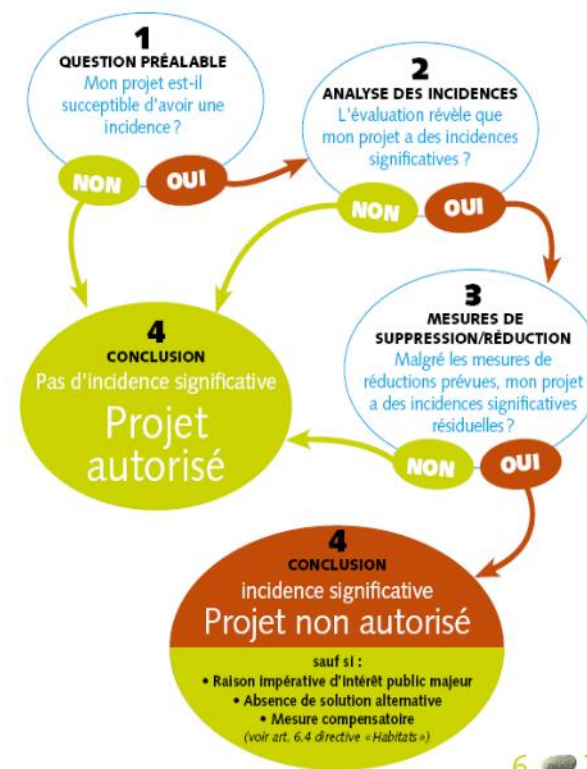 1
QUESTION PRÉALABLE
Mon projet est-il
succeptible d'avoir une
incidence ?
NON
OUI
2
ANALYSE DES INCIDENCES
L'évaluation révèle que
mon projet a des incidences
significatives ?
NON
OUI
3
MESURES DE
SUPPRESSION/RÉDUCTION
Malgré les mesures de
réductions prévues, mon projet
a des incidences significatives
résiduelles ?
NON
OUI
4
CONCLUSION
Pas d'incidence significative
Projet
autorisé
4
CONCLUSION
incidence significative
Projet non autorisé
sauf si :
• Raison impérative d'intérêt public majeur
• Absence de solution alternative
• Mesure compensatoire
(voir art. 6.4 directive «Habitats»)
6